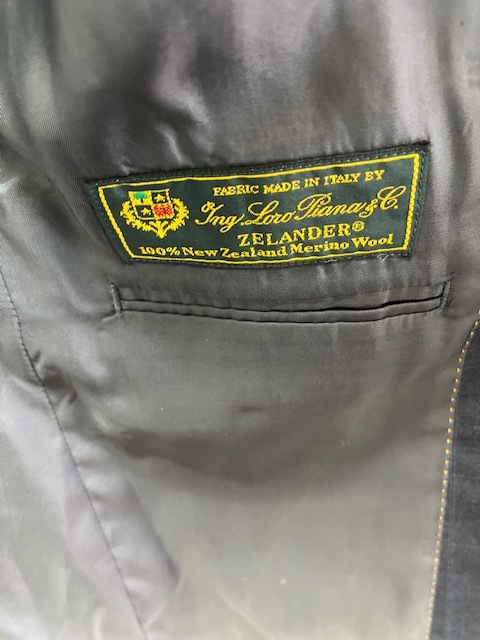 FABRIC MADE IN ITALY BY
Ing. Loro Piana & C.
ZELANDER®
100% New Zealand Merino Wool